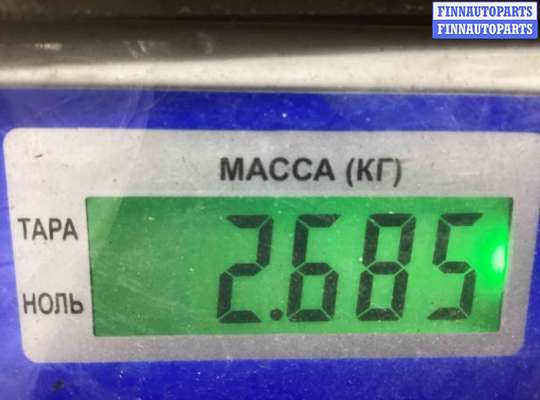 FINNAUTOPARTS
FINNAUTOPARTS
МАССА (КГ)
ТАРА
2.685
НОЛЬ